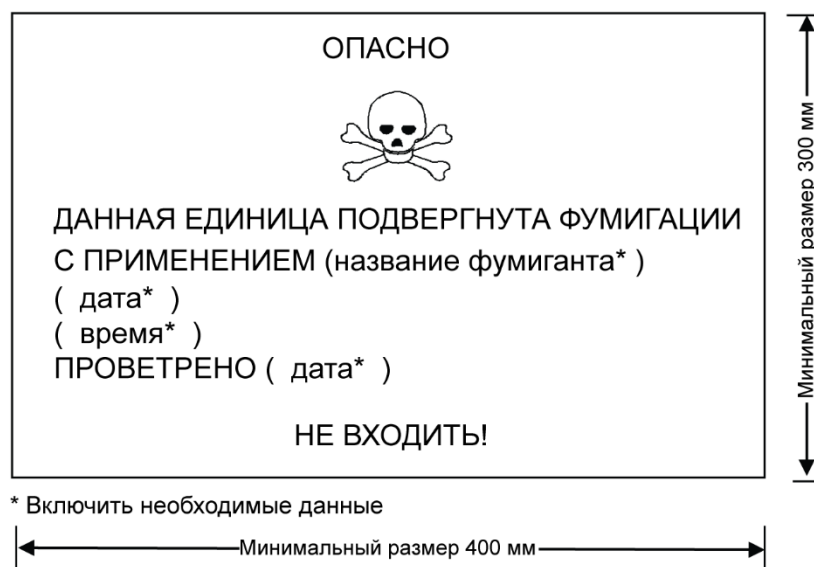 ОПАСНО
ДАННАЯ ЕДИНИЦА ПОДВЕРГНУТА ФУМИГАЦИИ
С ПРИМЕНЕНИЕМ (название фумиганта* )
( дата* )
( время* )
ПРОВЕТРЕНО ( дата* )
НЕ ВХОДИТЬ!
Минимальный размер 300 мм
* Включить необходимые данные
Минимальный размер 400 мм